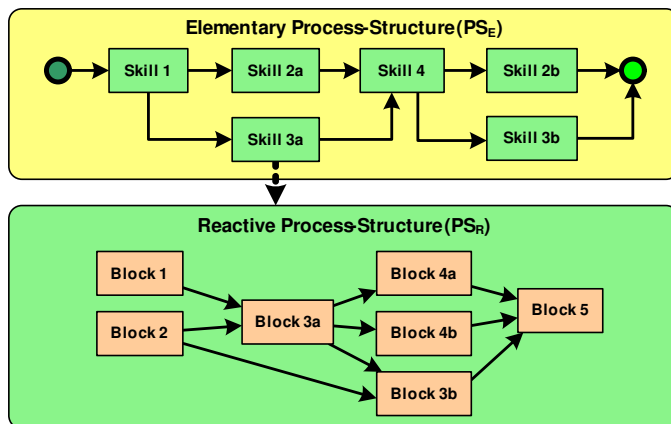 Elementary Process-Structure (PSE)
Skill 1
Skill 2a
Skill 4
Skill 2b
Skill 3a
Skill 3b
Reactive Process-Structure (PSR)
Block 1
Block 4a
Block 3a
Block 5
Block 2
Block 4b
Block 3b